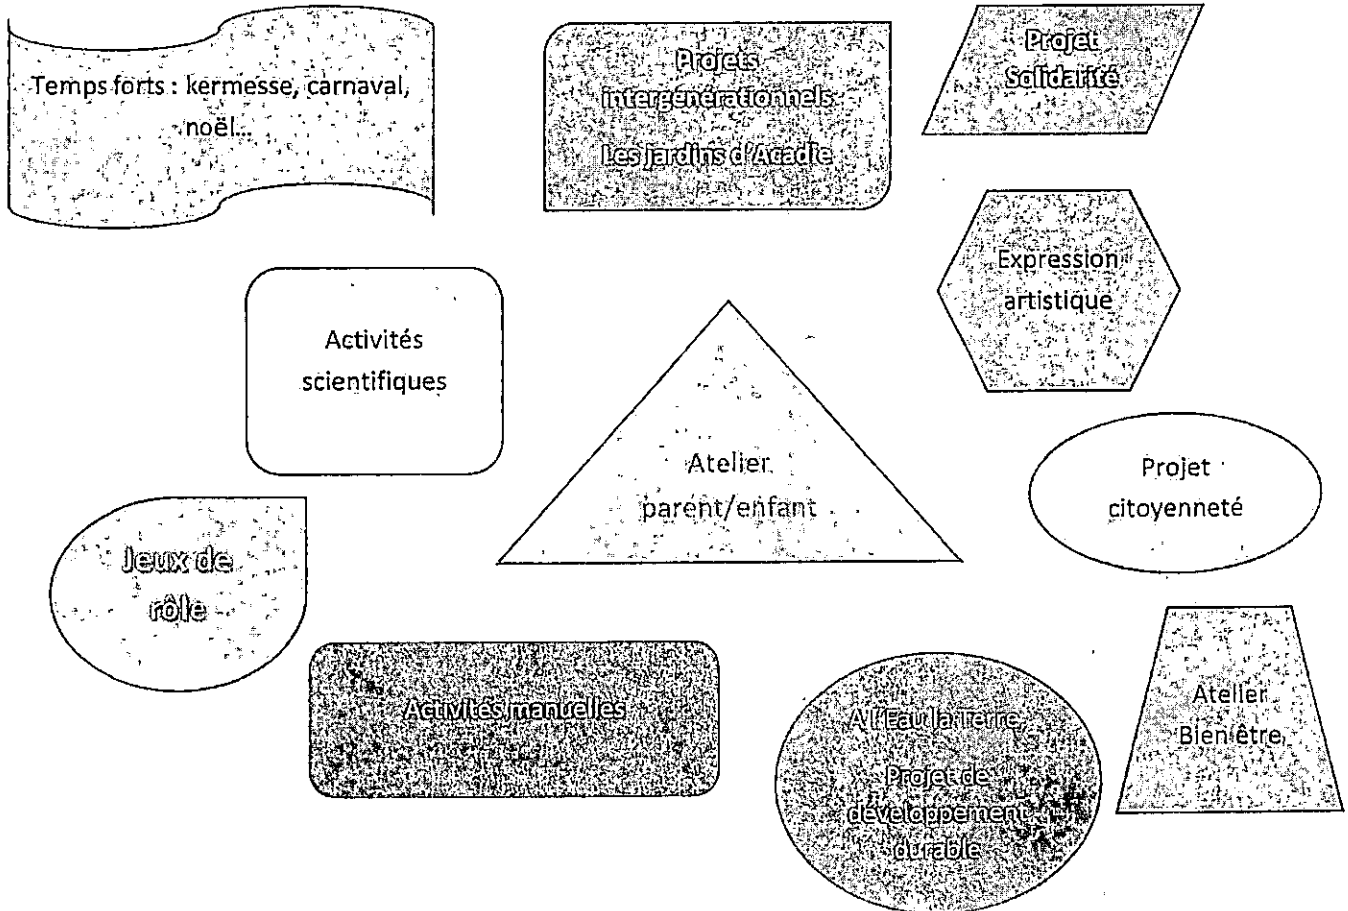 Temps forts : kermesse, carnaval,
noël...
Projets
intergénérationnels :
Les jardins d'Acadie
Projet
Solidarité
Expression
artistique
Activités
scientifiques
Atelier
parent/enfant
Projet
citoyenneté
Jeux de
rôle
Activités manuelles
A l'Eau la Terre
Projet de
développement
durable
Atelier
Bien être